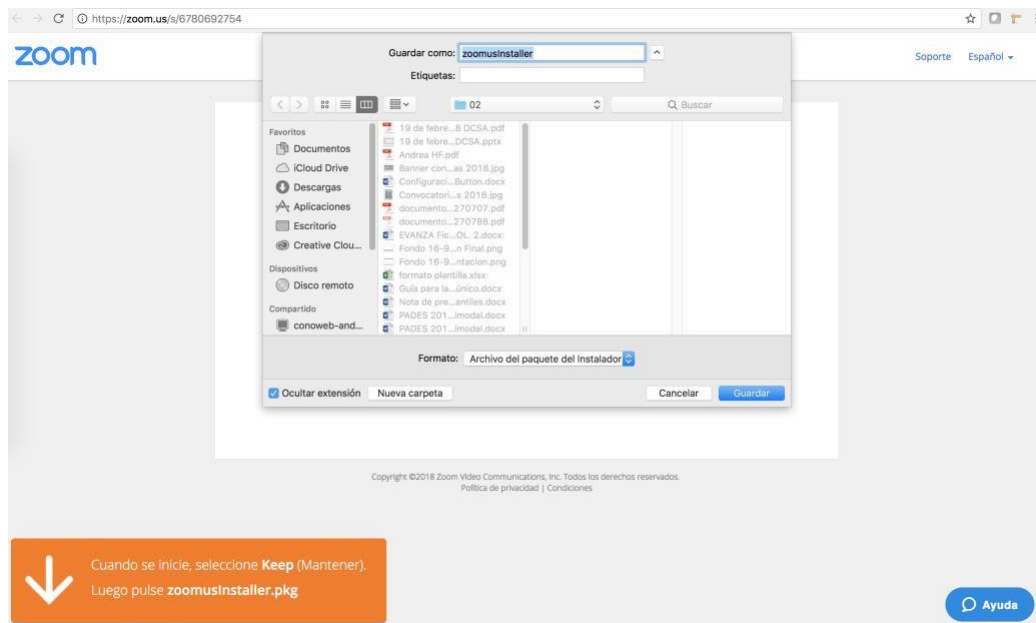 https://zoom.us/s/6780692754
zoom
Soporte Español
Guardar como: zoomusInstaller
Etiquetas:
02
Buscar
Favoritos
Documentos
iCloud Drive
Descargas
Aplicaciones
Escritorio
Creative Clou...
Dispositivos
Disco remoto
Compartido
conoweb-and...
19 de febre...8 DCSA.pdf
19 de febre...DCSA.pptx
Andrea HF.pdf
Banner con...as 2018.jpg
Configuraci...Button.docx
Convocatori...s 2018.jpg
documento...270707.pdf
documento...270788.pdf
EVANZA Fic...OL. 2.docx
Fondo 16-9...n Final.png
Fondo 16-9...ntacion.png
formato plantilla.xlsx
Guía para la...único.docx
Nota de pre...antiles.docx
PADES 201...imodal.docx
PADES 201...imodal.docx
Formato: Archivo del paquete del Instalador
Ocultar extensión Nueva carpeta Cancelar Guardar
Copyright ©2018 Zoom Video Communications, Inc. Todos los derechos reservados.
Política de privacidad | Condiciones
Cuando se inicie, seleccione Keep (Mantener).
Luego pulse zoomusInstaller.pkg
Ayuda